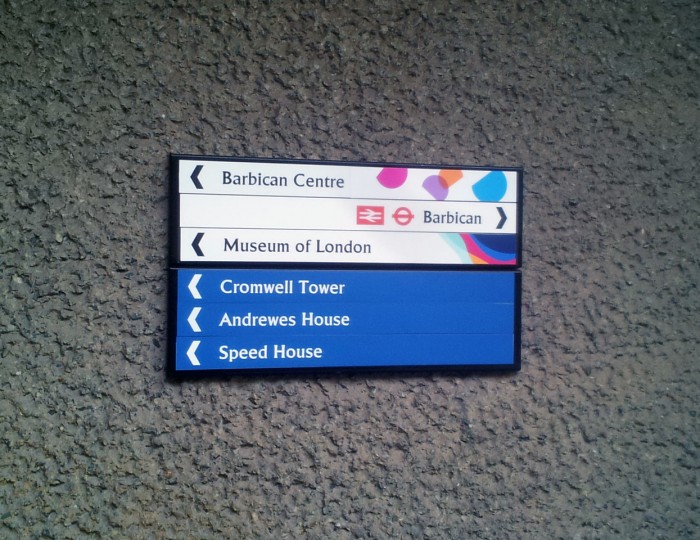 Barbican Centre
Barbican
Museum of London
Cromwell Tower
Andrewes House
Speed House